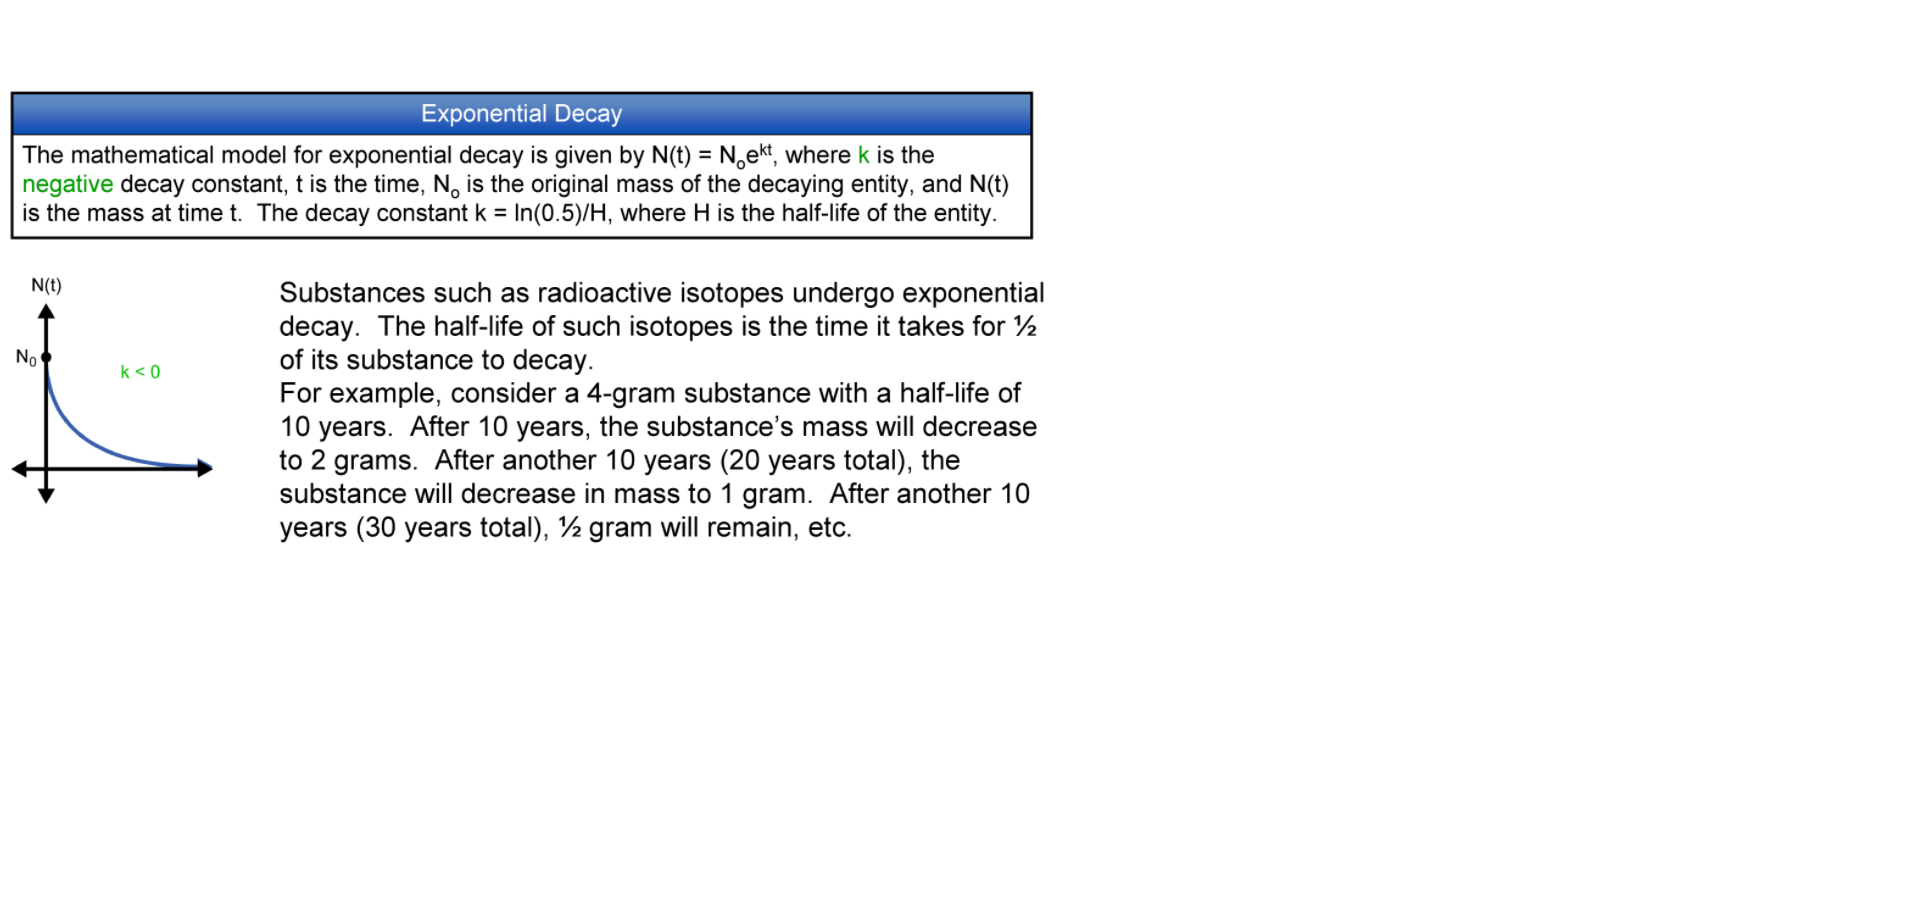 Exponential Decay
The mathematical model for exponential decay is given by N(t) = Nₒeᵏᵗ, where k is the
negative decay constant, t is the time, Nₒ is the original mass of the decaying entity, and N(t)
is the mass at time t. The decay constant k = ln(0.5)/H, where H is the half-life of the entity.
N(t)
N₀
k < 0
Substances such as radioactive isotopes undergo exponential
decay. The half-life of such isotopes is the time it takes for ½
of its substance to decay.
For example, consider a 4-gram substance with a half-life of
10 years. After 10 years, the substance’s mass will decrease
to 2 grams. After another 10 years (20 years total), the
substance will decrease in mass to 1 gram. After another 10
years (30 years total), ½ gram will remain, etc.